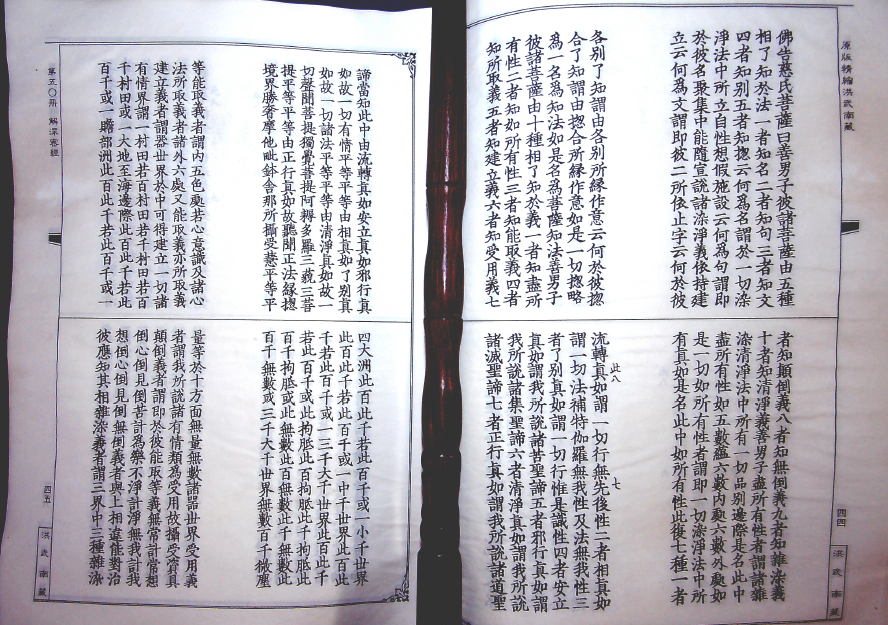 原版精繪洪武南藏
佛告慈氏菩薩曰善男子彼諸菩薩由五種
相了知於法一者知名二者知句三者知文
四者知別五者知揔云何為名謂於一切染
淨法中所立自性想假施設云何為句謂即
於彼名聚集中能隨宜說諸染淨義依持建
立云何為文謂即彼二所依止字云何於彼
各別了知謂由各別所緣作意云何於彼揔
合了知謂由揔合所緣作意如是一切揔略
為一名為知法如是名為菩薩知法善男子
彼諸菩薩由十種相了知於義一者知盡所
有性二者知如所有性三者知能取義四者
知所取義五者知建立義六者知受用義七
者知顛倒義八者知無倒義九者知雜染義
十者知清淨義善男子盡所有性者謂諸雜
染清淨法中所有一切品別邊際是名此中
盡所有性如五數蘊六數內處六數外處如
是一切如所有性者謂即一切染淨法中所
有真如是名此中如所有性此復七種一者
此八 七
流轉真如謂一切行無先後性二者相真如
謂一切法補特伽羅無我性及法無我性三
者了別真如謂一切行惟是識性四者安立
真如謂我所說諸苦聖諦五者邪行真如謂
我所說諸集聖諦六者清淨真如謂我所說
諸滅聖諦七者正行真如謂我所說諸道聖
四四
洪武南藏
諦當知此中由流轉真如安立真如邪行真
如故一切有情平等平等由相真如了別真
如故一切諸法平等平等由清淨真如故一
切聲聞菩提獨覺菩提阿耨多羅三藐三菩
提平等平等由正行真如故聽聞正法緣揔
境界勝奢摩他毗鉢舍那所攝受慧平等平
等能取義者謂內五色處若心意識及諸心
法所取義者諸外六處又能取義亦所取義
建立義者謂器世界於中可得建立一切諸
有情界謂一村田若百村田若千村田若百
千村田或一大地至海邊際此百此千若此
百千或一贍部洲此百此千若此百千或一
四大洲此百此千若此百千或一小千世界
此百此千若此百千或一中千世界此百此
千若此百千或一三千大千世界此百此千
若此百千或此拘胝此百拘胝此千拘胝此
百千拘胝或此無數此百無數此千無數此
百千無數或三千大千世界無數百千微塵
量等於十方面無量無數諸器世界受用義
者謂我所說諸有情類為受用故攝受資具
顛倒義者謂即於彼能取等義無常計常想
倒心倒見倒苦計為樂不淨計淨無我計我
想倒心倒見倒無倒義者與上相違能對治
彼應知其相雜染義者謂三界中三種雜染
第五〇冊 解深密經
四五
洪武南藏